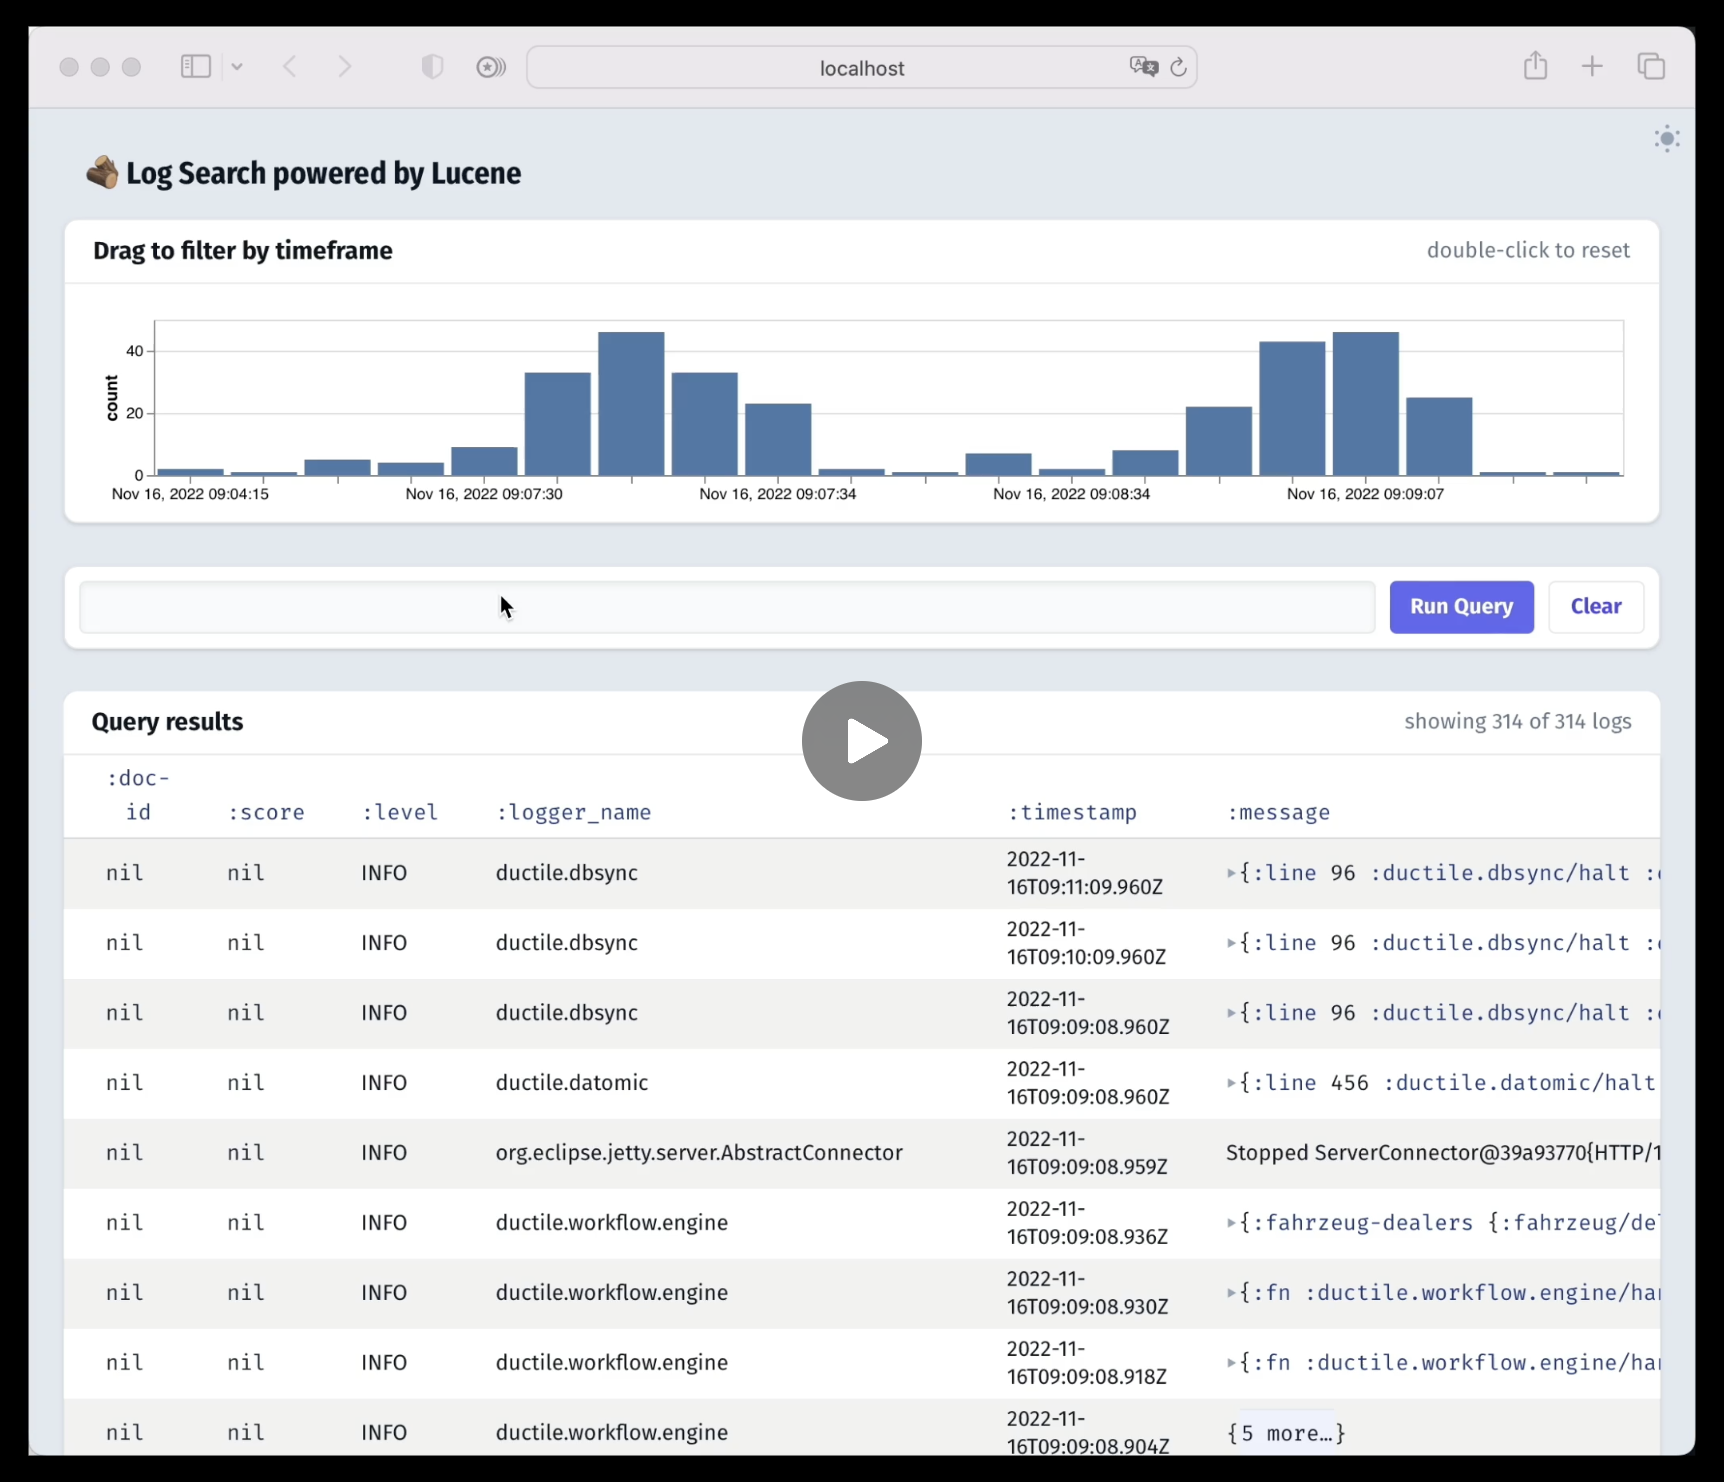 localhost
Log Search powered by Lucene
Drag to filter by timeframe
double-click to reset
count
40
20
0
Nov 16, 2022 09:04:15 Nov 16, 2022 09:07:30 Nov 16, 2022 09:07:34 Nov 16, 2022 09:08:34 Nov 16, 2022 09:09:07
Run Query Clear
Query results
showing 314 of 314 logs
:doc-
id :score :level :logger_name :timestamp :message
nil nil INFO ductile.dbsync 2022-11-
16T09:11:09.960Z {:line 96 :ductile.dbsync/halt :
nil nil INFO ductile.dbsync 2022-11-
16T09:10:09.960Z {:line 96 :ductile.dbsync/halt :
nil nil INFO ductile.dbsync 2022-11-
16T09:09:08.960Z {:line 96 :ductile.dbsync/halt :
nil nil INFO ductile.datomic 2022-11-
16T09:09:08.960Z {:line 456 :ductile.datomic/halt
nil nil INFO org.eclipse.jetty.server.AbstractConnector 2022-11-
16T09:09:08.959Z Stopped ServerConnector@39a93770{HTTP/1
nil nil INFO ductile.workflow.engine 2022-11-
16T09:09:08.936Z {:fahrzeug-dealers {:fahrzeug/de
nil nil INFO ductile.workflow.engine 2022-11-
16T09:09:08.930Z {:fn :ductile.workflow.engine/ha
nil nil INFO ductile.workflow.engine 2022-11-
16T09:09:08.918Z {:fn :ductile.workflow.engine/ha
nil nil INFO ductile.workflow.engine 2022-11-
16T09:09:08.904Z {5 more…}